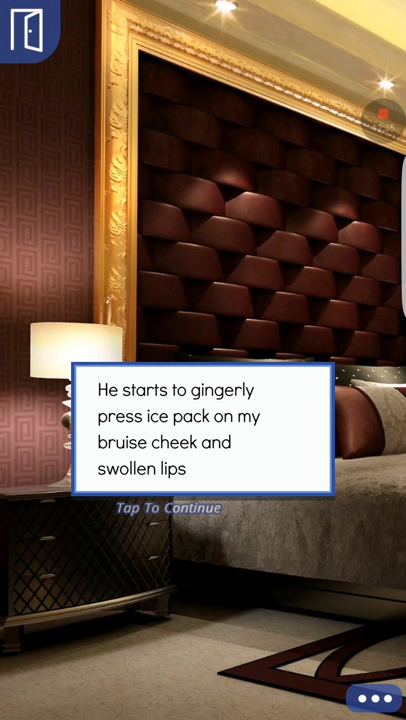 He starts to gingerly
press ice pack on my
bruise cheek and
swollen lips
Tap To Continue